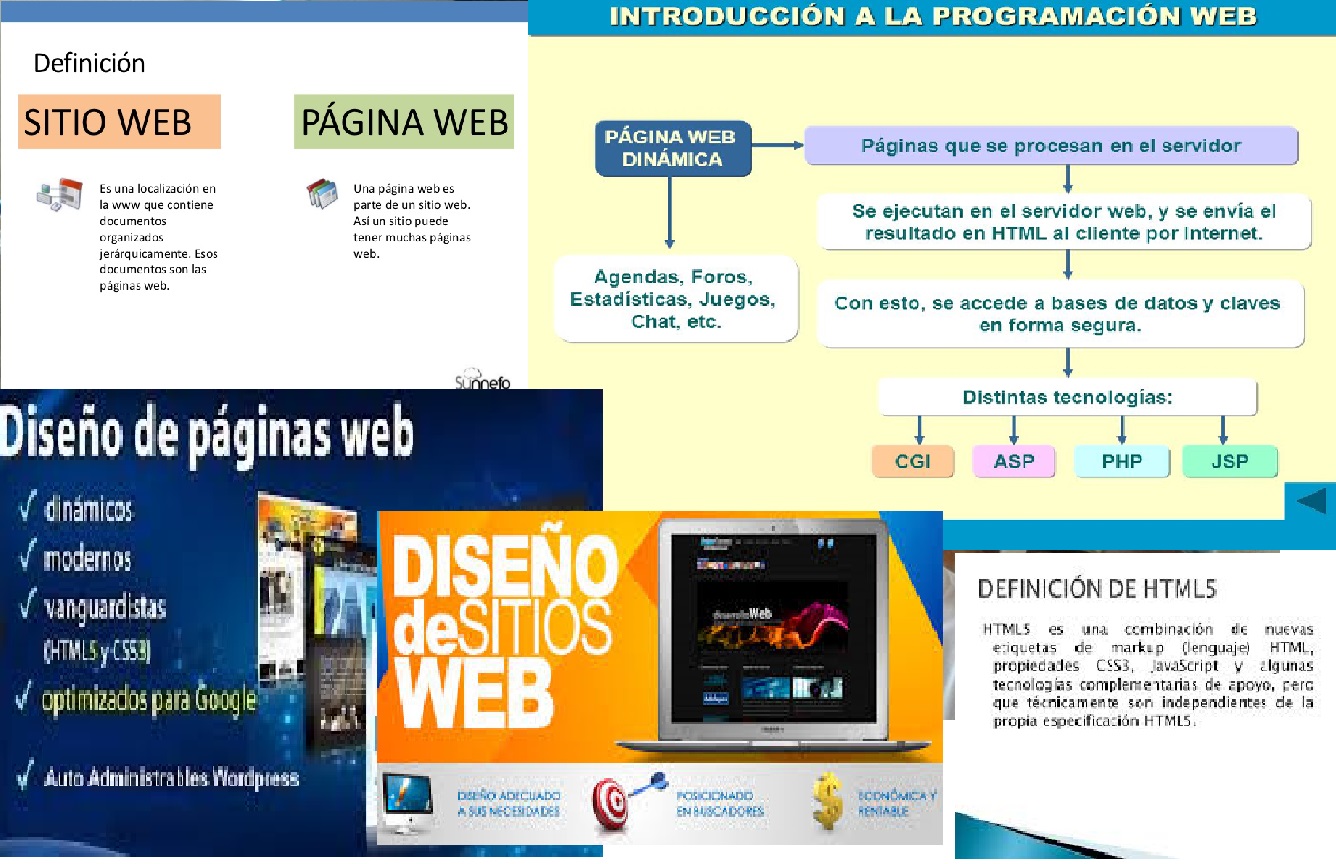 Definición
SITIO WEB
Es una localización en
la www que contiene
documentos
organizados
jerárquicamente. Esos
documentos son las
páginas web.
PÁGINA WEB
Una página web es
parte de un sitio web.
Así un sitio puede
tener muchas páginas
web.
Sunnefo
INTRODUCCIÓN A LA PROGRAMACIÓN WEB
PÁGINA WEB
DINÁMICA
Páginas que se procesan en el servidor
Se ejecutan en el servidor web, y se envía el
resultado en HTML al cliente por Internet.
Agendas, Foros,
Estadísticas, Juegos,
Chat, etc.
Con esto, se accede a bases de datos y claves
en forma segura.
Distintas tecnologías:
CGI
ASP
PHP
JSP
Diseño de páginas web
dinámicos
modernos
vanguardistas
(HTML5 y CSS3)
optimizados para Google
Auto Administrables Wordpress
DISEÑO
deSITIOS
WEB
desarrolloWeb
DISEÑO ADECUADO
A SUS NECESIDADES
POSICIONADO
EN BUSCADORES
ECONÓMICA Y
RENTABLE
DEFINICIÓN DE HTML5
HTML5 es una combinación de nuevas
etiquetas de markup (lenguaje) HTML,
propiedades CSS3, JavaScript y algunas
tecnologías complementarias de apoyo, pero
que técnicamente son independientes de la
propia especificación HTML5.